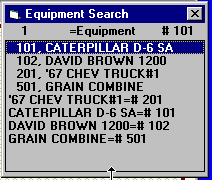 Equipment Search
1 =Equipment # 101
101, CATERPILLAR D-6 SA
102, DAVID BROWN 1200
201, '67 CHEV TRUCK#1
501, GRAIN COMBINE
'67 CHEV TRUCK#1=# 201
CATERPILLAR D-6 SA=# 101
DAVID BROWN 1200=# 102
GRAIN COMBINE=# 501